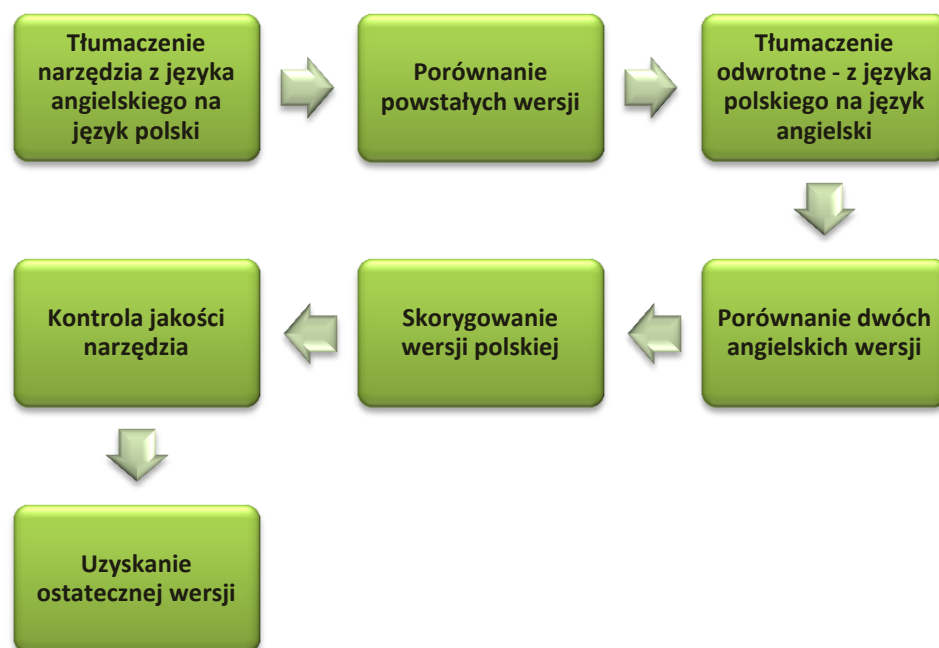 Tłumaczenie
narzędzia z języka
angielskiego na
język polski
Porównanie
powstałych wersji
Tłumaczenie
odwrotne - z języka
polskiego na język
angielski
Porównanie dwóch
angielskich wersji
Skorygowanie
wersji polskiej
Kontrola jakości
narzędzia
Uzyskanie
ostatecznej wersji